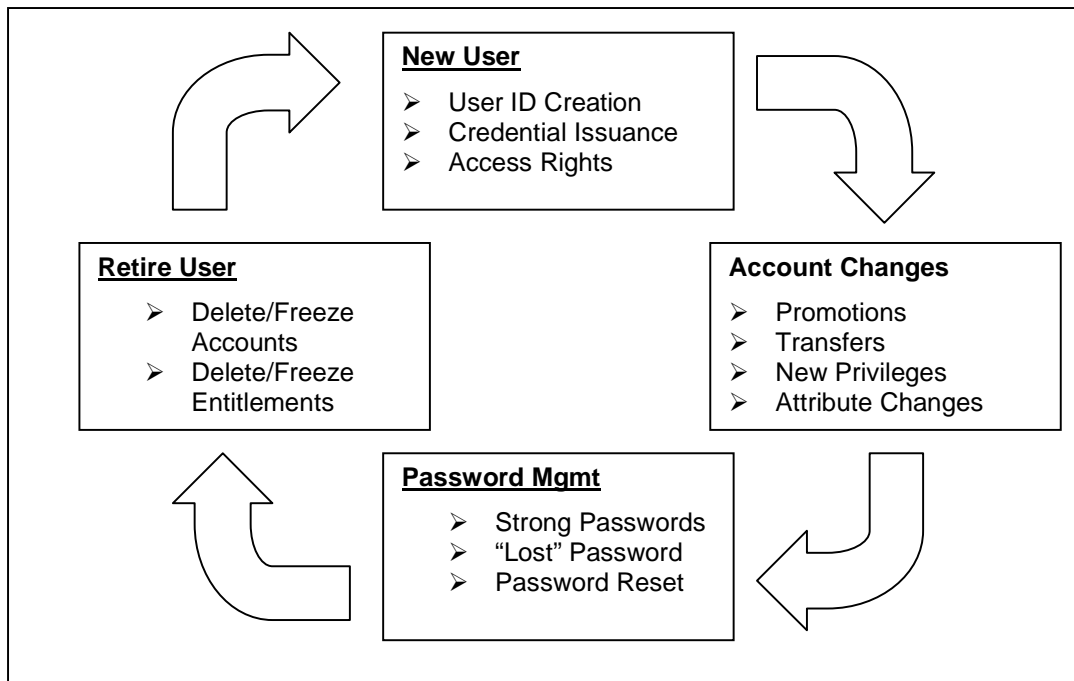 New User
➢ User ID Creation
➢ Credential Issuance
➢ Access Rights
Account Changes
➢ Promotions
➢ Transfers
➢ New Privileges
➢ Attribute Changes
Password Mgmt
➢ Strong Passwords
➢ “Lost” Password
➢ Password Reset
Retire User
➢ Delete/Freeze
Accounts
➢ Delete/Freeze
Entitlements